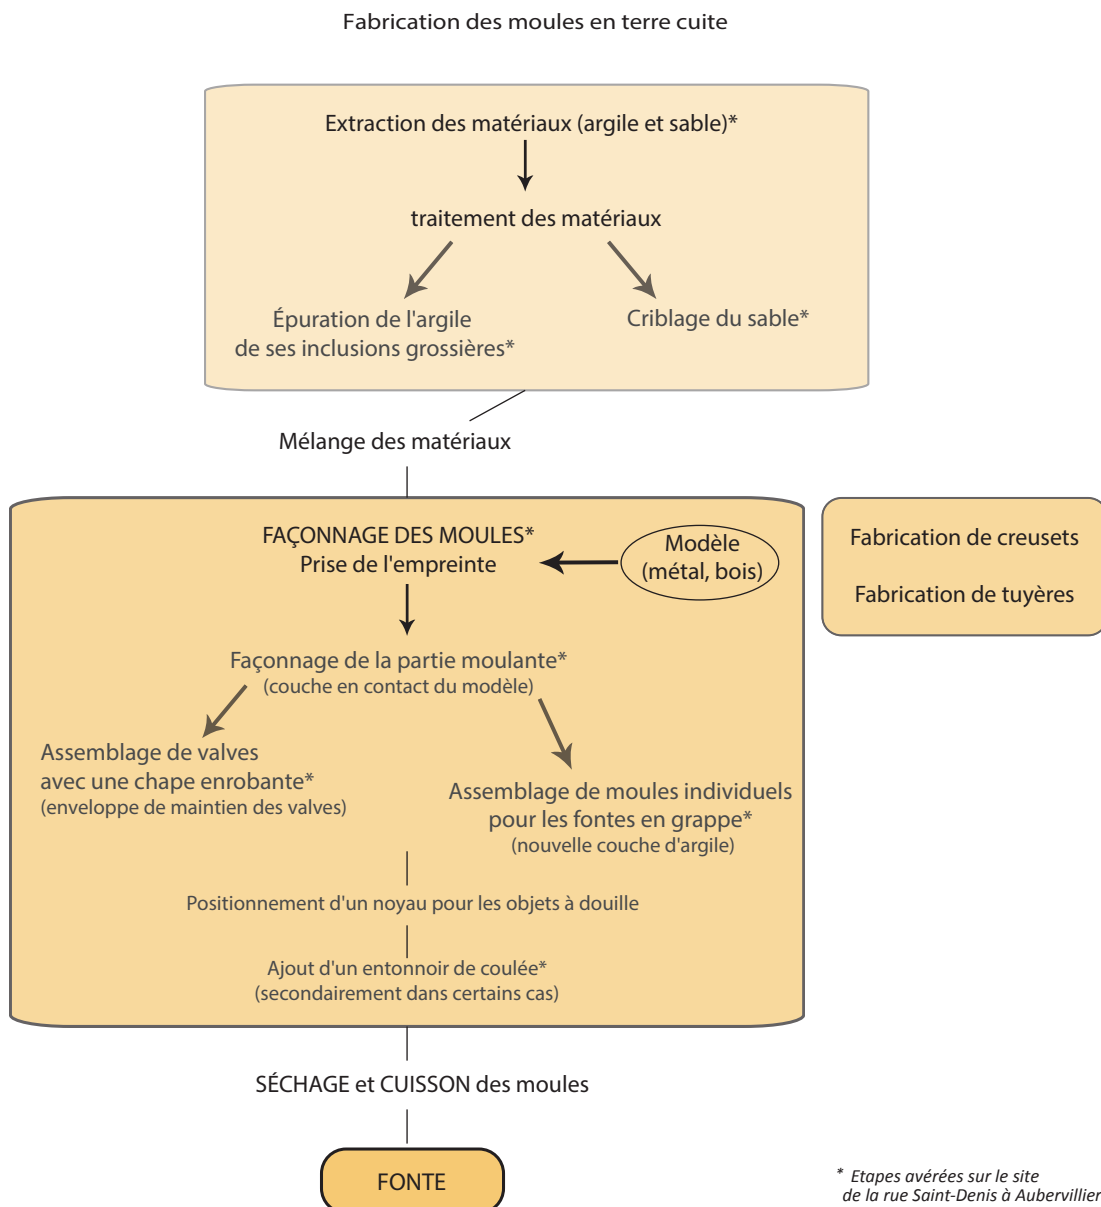 Fabrication des moules en terre cuite
Extraction des matériaux (argile et sable)*
traitement des matériaux
Épuration de l'argile
de ses inclusions grossières*
Criblage du sable*
Mélange des matériaux
FAÇONNAGE DES MOULES*
Prise de l'empreinte
Modèle
(métal, bois)
Fabrication de creusets
Fabrication de tuyères
Façonnage de la partie moulante*
(couche en contact du modèle)
Assemblage de valves
avec une chape enrobante*
(enveloppe de maintien des valves)
Assemblage de moules individuels
pour les fontes en grappe*
(nouvelle couche d'argile)
Positionnement d'un noyau pour les objets à douille
Ajout d'un entonnoir de coulée*
(secondairement dans certains cas)
SÉCHAGE et CUISSON des moules
FONTE
* Etapes avérées sur le site
de la rue Saint-Denis à Aubervillier